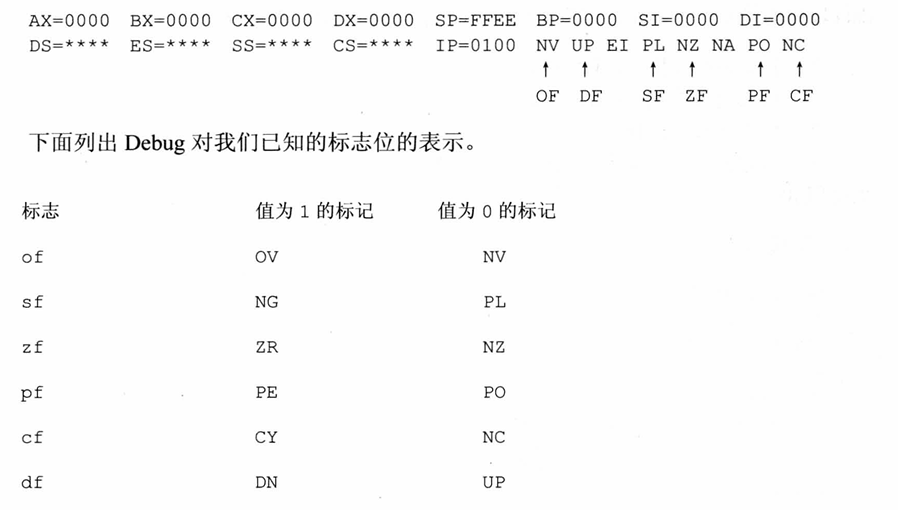 AX=0000 BX=0000 CX=0000 DX=0000 SP=FFEE BP=0000 SI=0000 DI=0000
DS=**** ES=**** SS=**** CS=**** IP=0100 NV UP EI PL NZ NA PO NC
↑ ↑ ↑ ↑ ↑ ↑
OF DF SF ZF PF CF
下面列出 Debug 对我们已知的标志位的表示。
标志 值为 1 的标记 值为 0 的标记
of OV NV
sf NG PL
zf ZR NZ
pf PE PO
cf CY NC
df DN UP